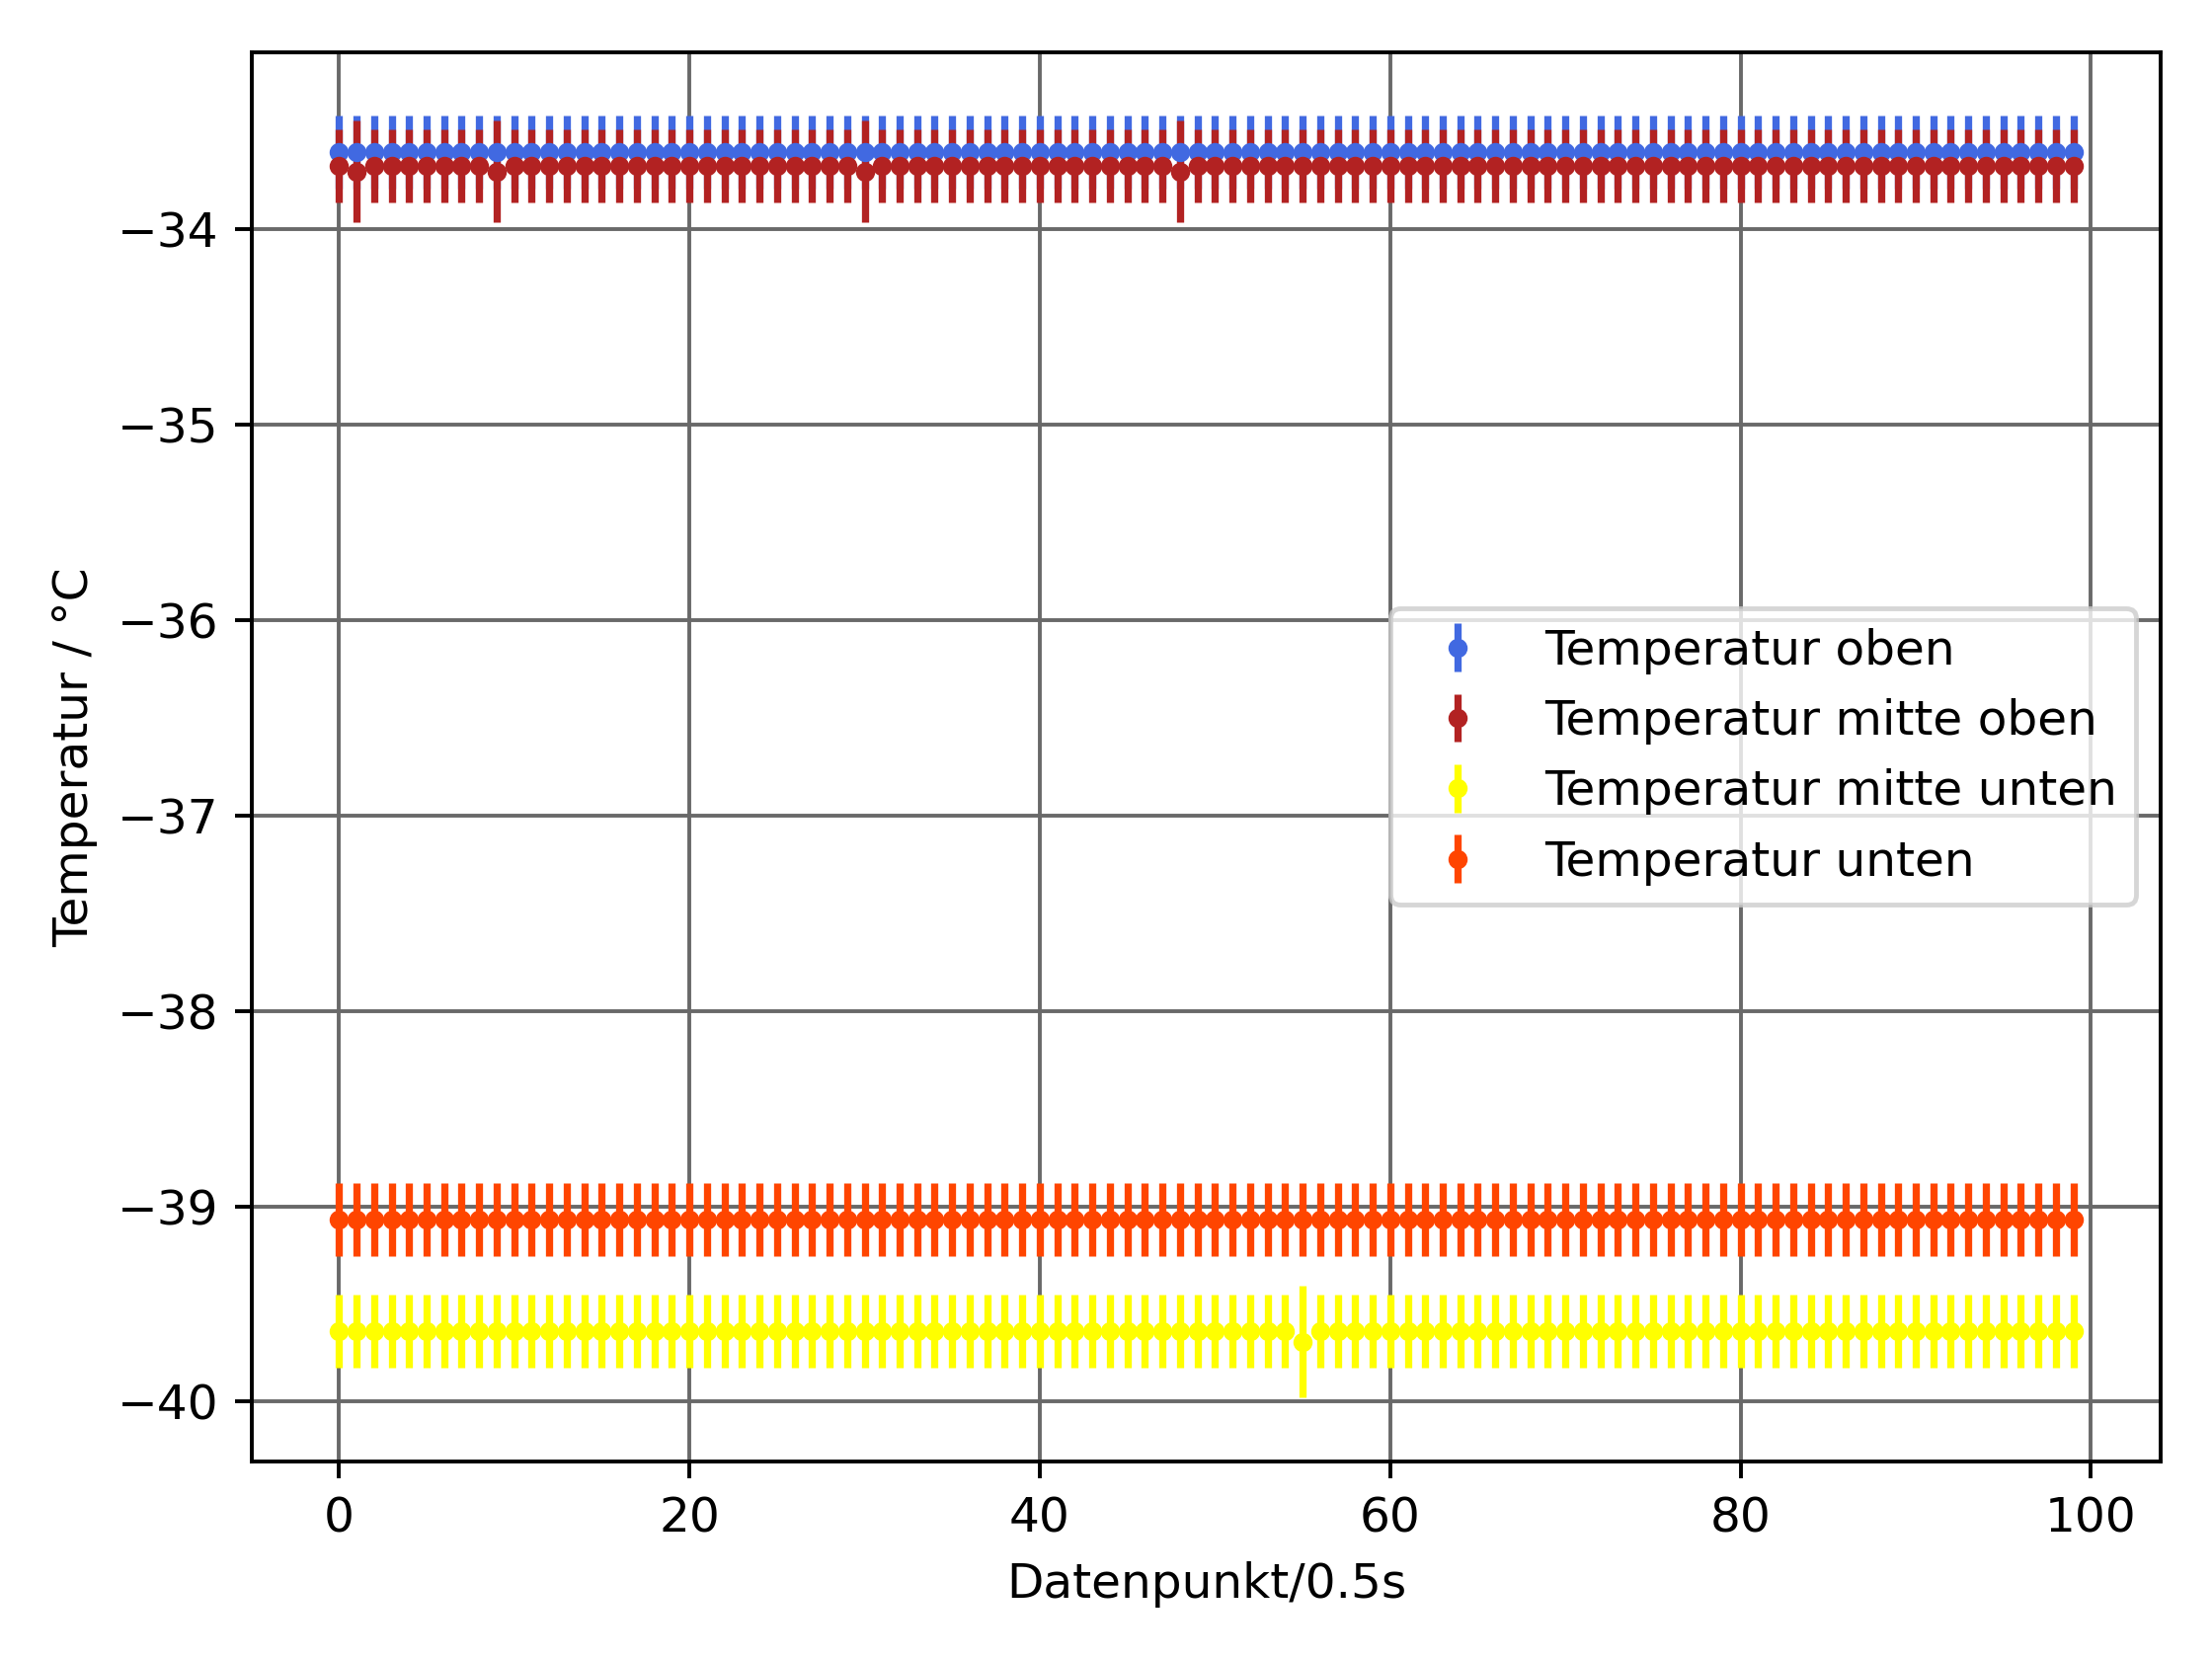 Temperatur / °C
−34
−35
−36
−37
−38
−39
−40
Temperatur oben
Temperatur mitte oben
Temperatur mitte unten
Temperatur unten
0 20 40 60 80 100
Datenpunkt/0.5s